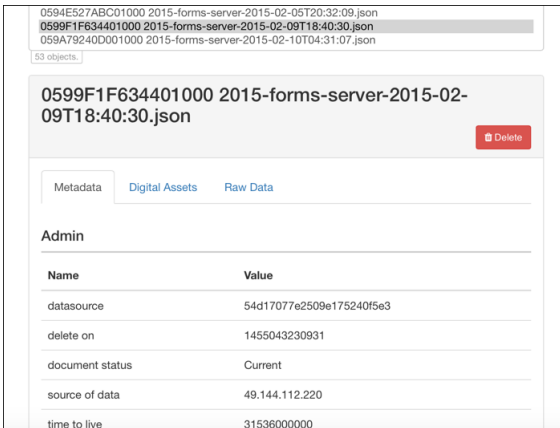 0594E527ABC01000 2015-forms-server-2015-02-05T20:32:09.json
0599F1F634401000 2015-forms-server-2015-02-09T18:40:30.json
059A79240D001000 2015-forms-server-2015-02-10T04:31:07.json
53 objects.
0599F1F634401000 2015-forms-server-2015-02-
09T18:40:30.json
Delete
Metadata Digital Assets Raw Data
Admin
Name Value
datasource 54d17077e2509e175240f5e3
delete on 1455043230931
document status Current
source of data 49.144.112.220
time to live 31536000000